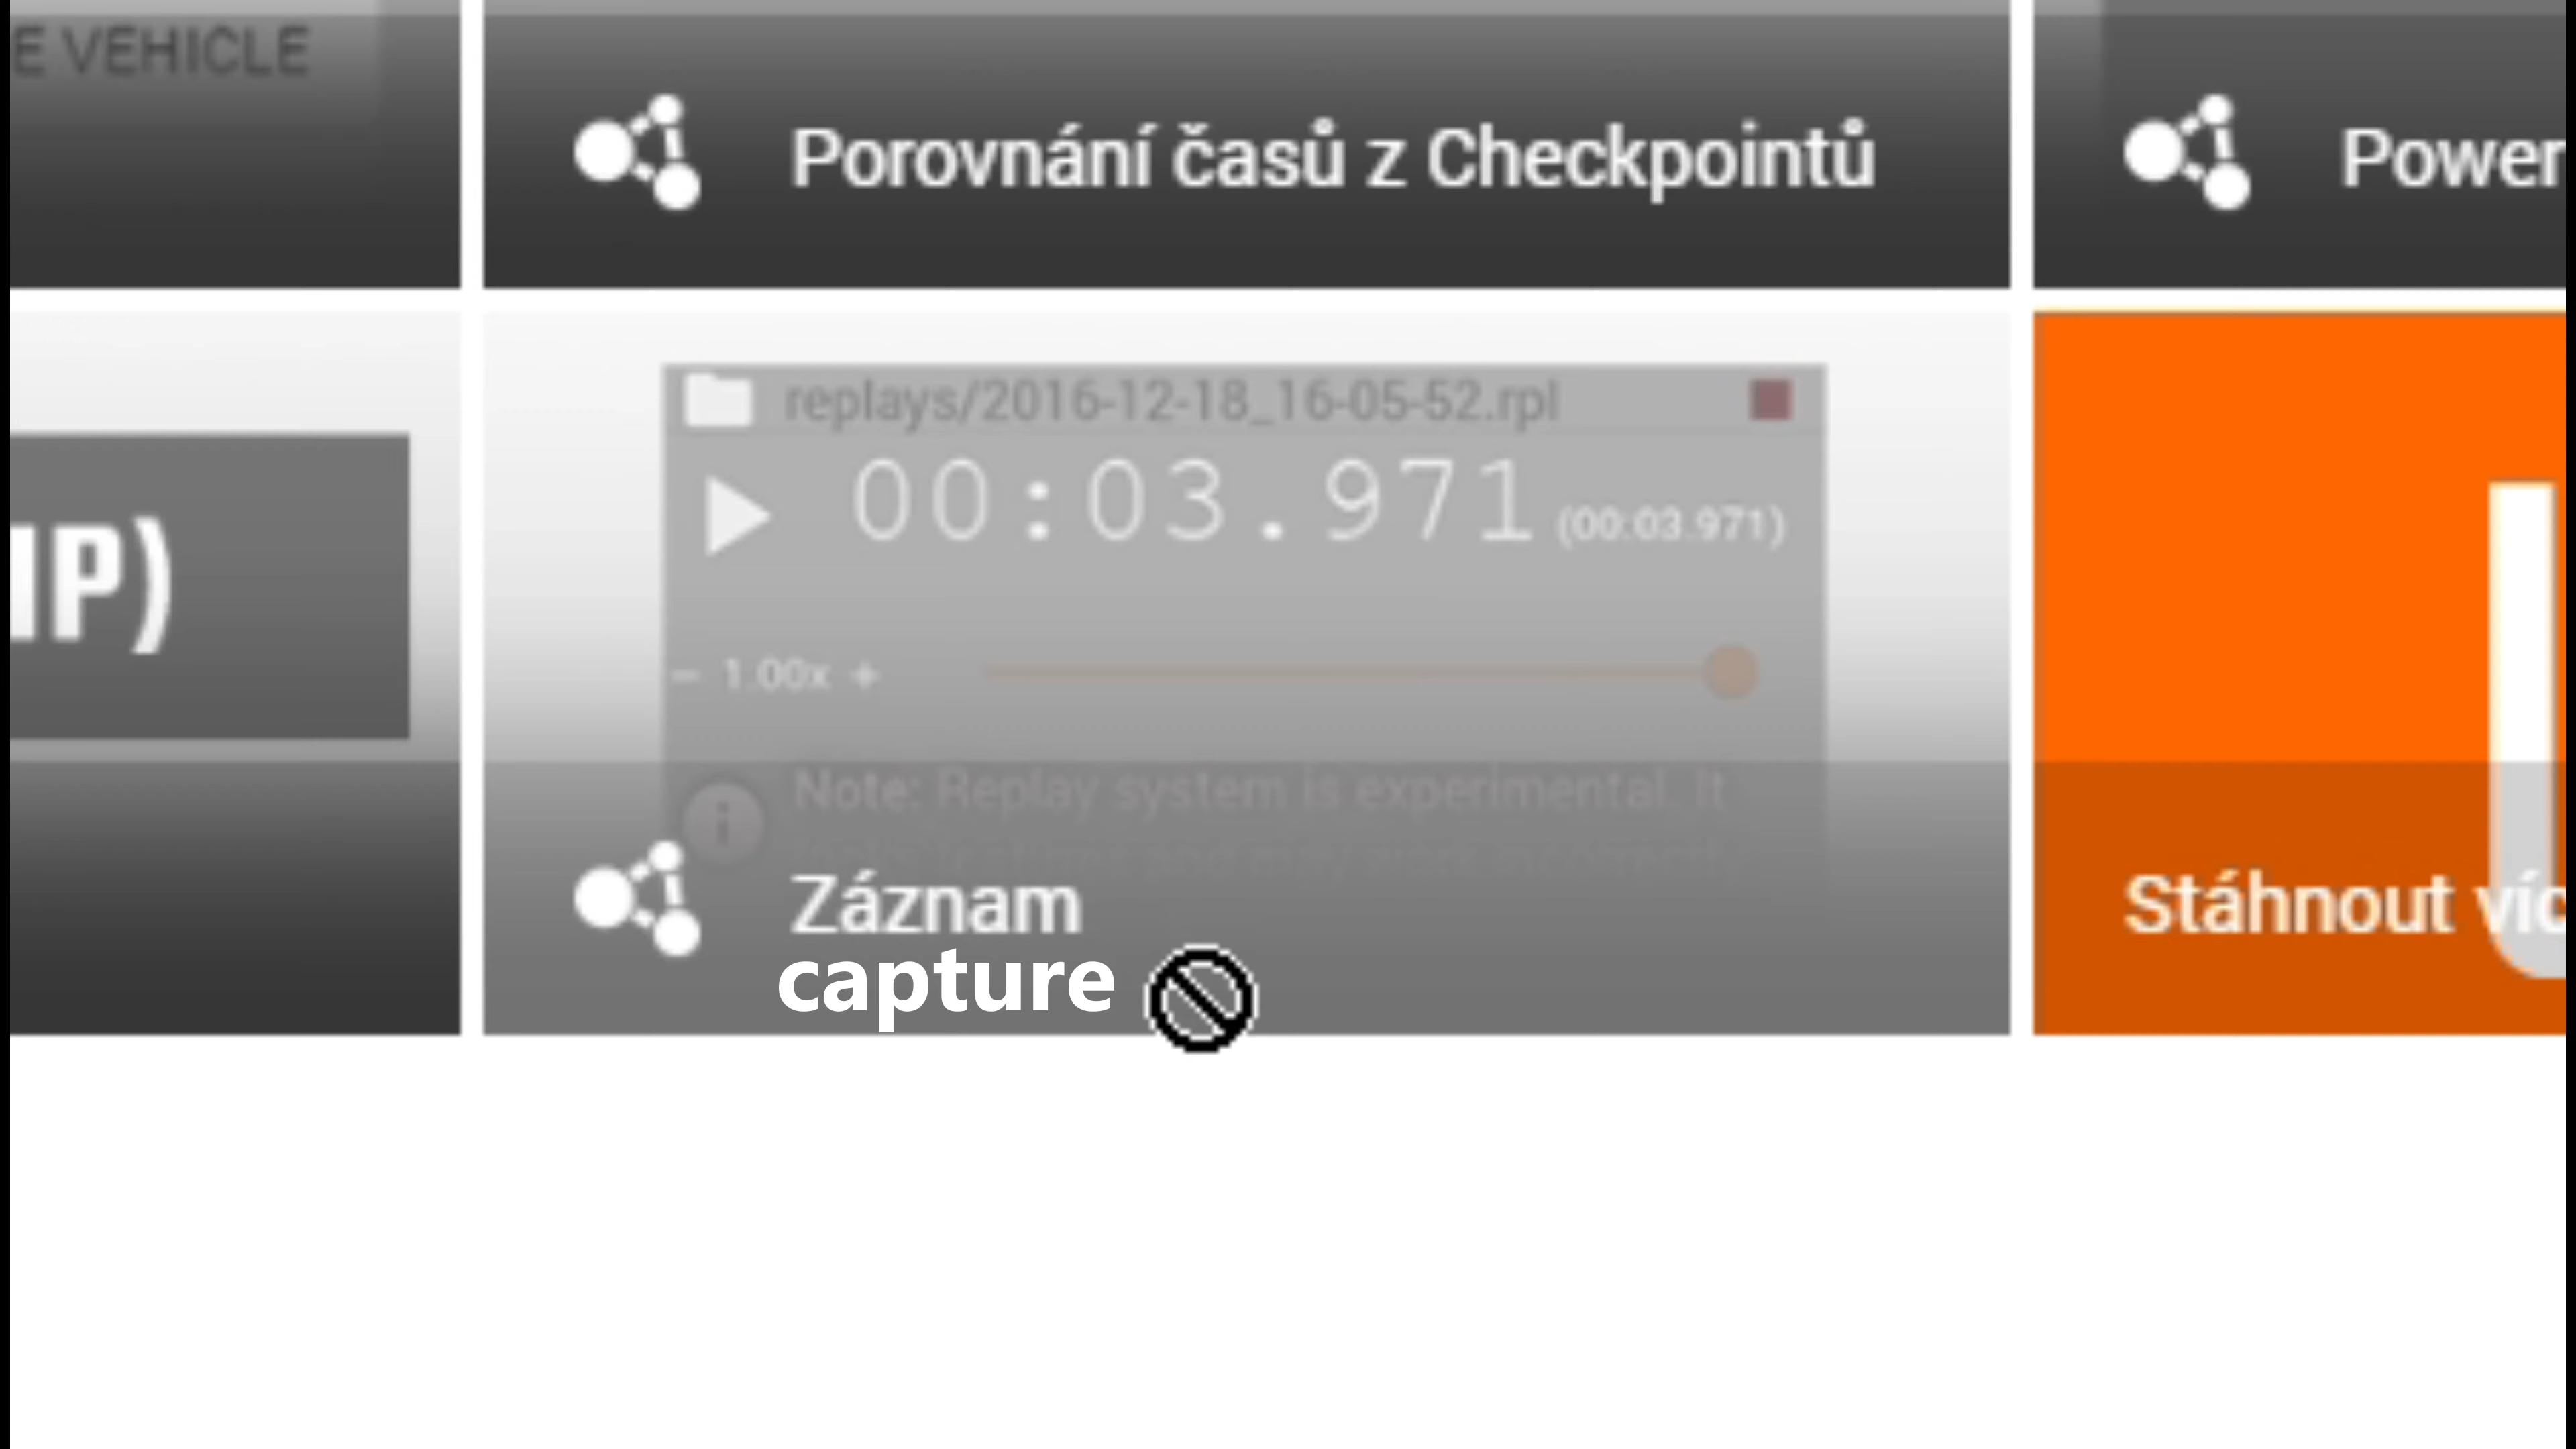 E VEHICLE
Porovnání časů z Checkpointů
Power
IP)
replays/2016-12-18_16-05-52.rpl
00:03.971 (00:03.971)
− 1.00x +
Note: Replay system is experimental. It
Záznam
capture
Stáhnout víc